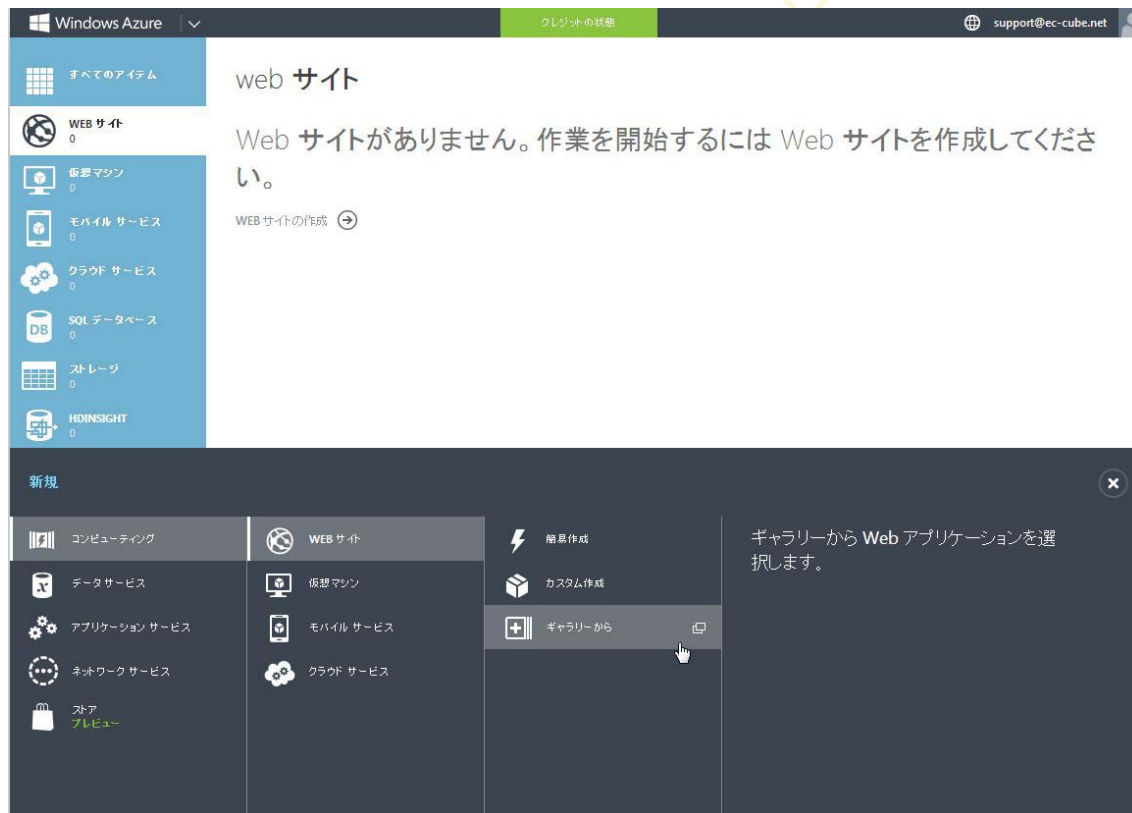 Windows Azure
クレジットの状態
support@ec-cube.net
すべてのアイテム
WEB サイト
0
仮想マシン
0
モバイル サービス
0
クラウド サービス
0
SQL データベース
0
ストレージ
0
HDINSIGHT
0
web サイト
Web サイトがありません。作業を開始するには Web サイトを作成してくださ
い。
WEB サイトの作成
DB
新規
コンピューティング
データ サービス
アプリケーション サービス
ネットワーク サービス
ストア
プレビュー
WEB サイト
仮想マシン
モバイル サービス
クラウド サービス
簡易作成
カスタム作成
ギャラリーから
ギャラリーから Web アプリケーションを選
択します。